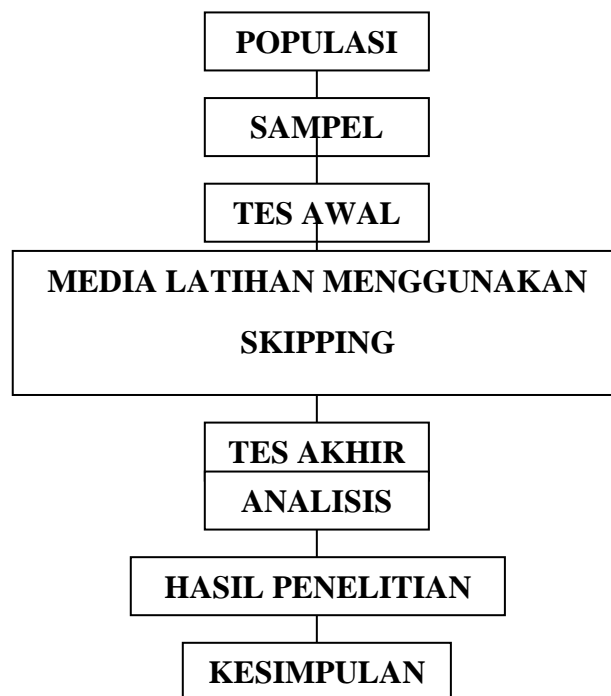 POPULASI
SAMPEL
TES AWAL
MEDIA LATIHAN MENGGUNAKAN
SKIPPING
TES AKHIR
ANALISIS
HASIL PENELITIAN
KESIMPULAN